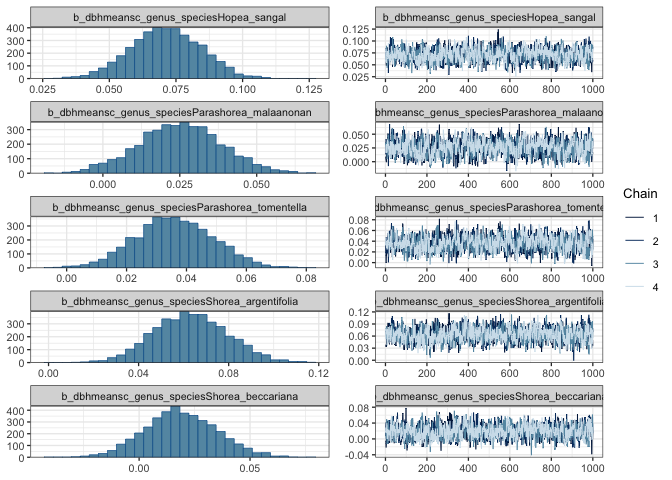 b_dbhmeansc_genus_speciesHopea_sangal
400
300
200
100
0
0.025 0.050 0.075 0.100 0.125
b_dbhmeansc_genus_speciesHopea_sangal
0.125
0.100
0.075
0.050
0.025
0 200 400 600 800 1000
b_dbhmeansc_genus_speciesParashorea_malaanonan
300
200
100
0
0.000 0.025 0.050
bhmeansc_genus_speciesParashorea_malaano
0.050
0.025
0.000
0 200 400 600 800 1000
b_dbhmeansc_genus_speciesParashorea_tomentella
300
200
100
0
0.00 0.02 0.04 0.06 0.08
dbhmeansc_genus_speciesParashorea_tomente
0.08
0.06
0.04
0.02
0.00
0 200 400 600 800 1000
b_dbhmeansc_genus_speciesShorea_argentifolia
300
200
100
0
0.00 0.04 0.08 0.12
_dbhmeansc_genus_speciesShorea_argentifolia
0.12
0.09
0.06
0.03
0.00
0 200 400 600 800 1000
b_dbhmeansc_genus_speciesShorea_beccariana
400
300
200
100
0
0.00 0.05
_dbhmeansc_genus_speciesShorea_beccariana
0.08
0.04
0.00
-0.04
0 200 400 600 800 1000
Chain
1
2
3
4